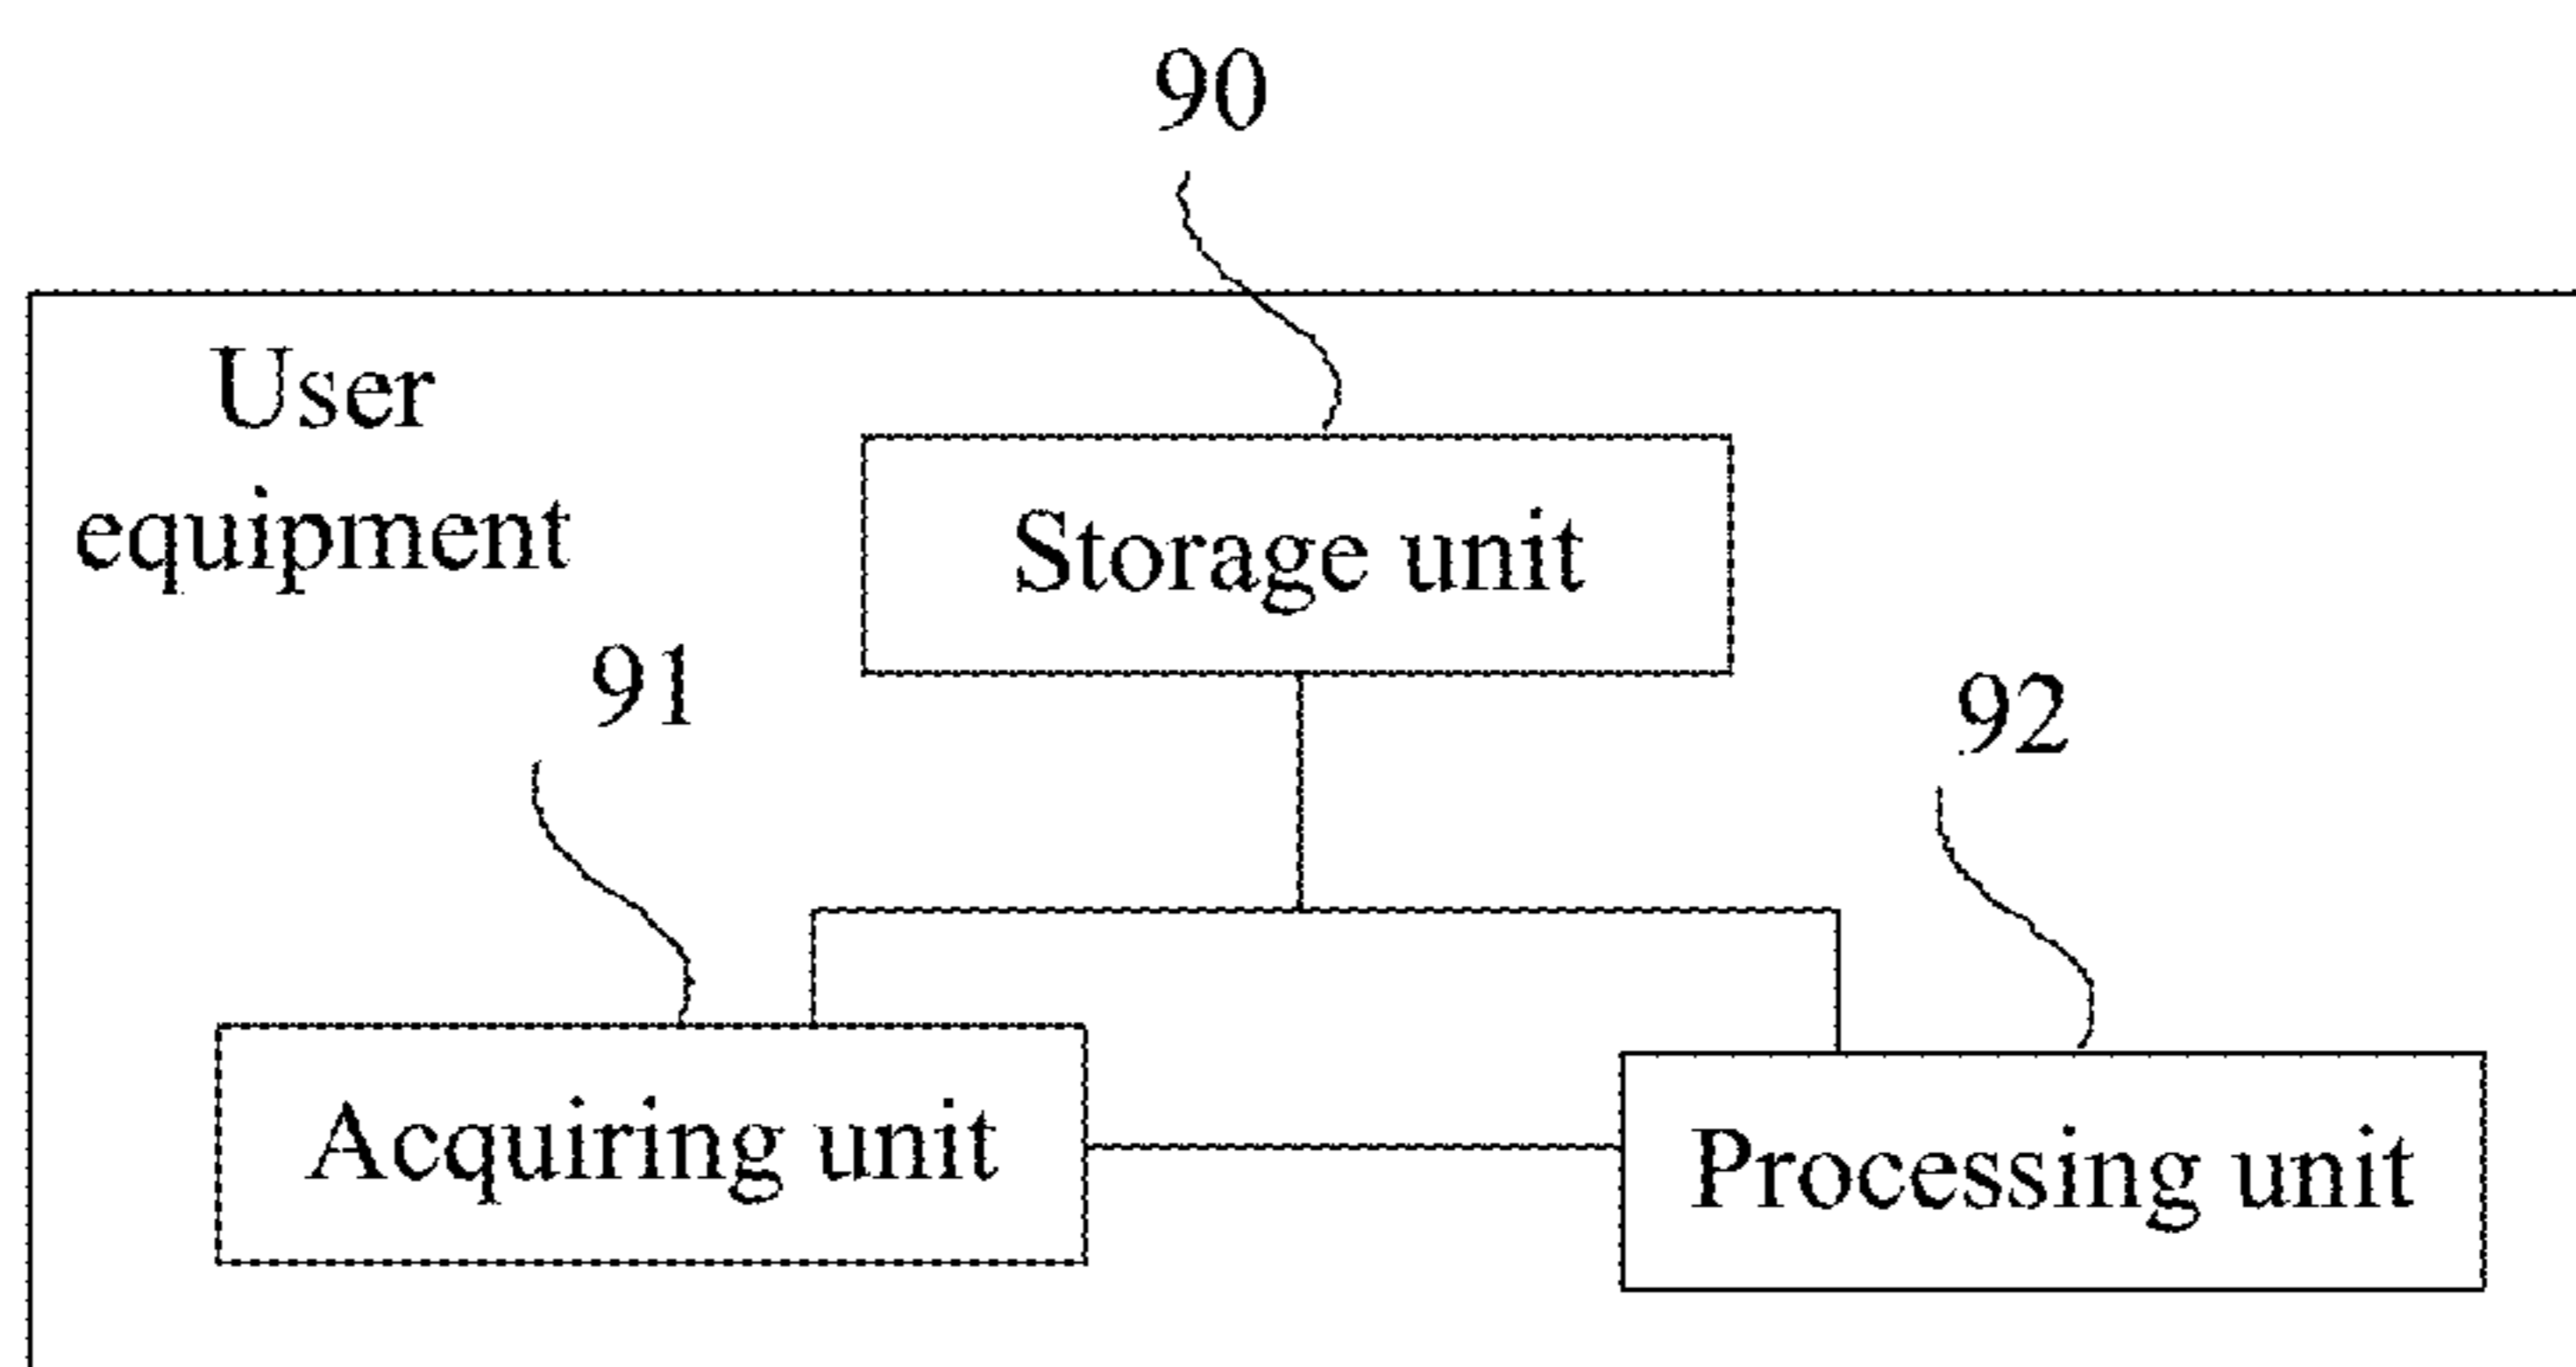 90
User
equipment
Storage unit
91
92
Acquiring unit
Processing unit